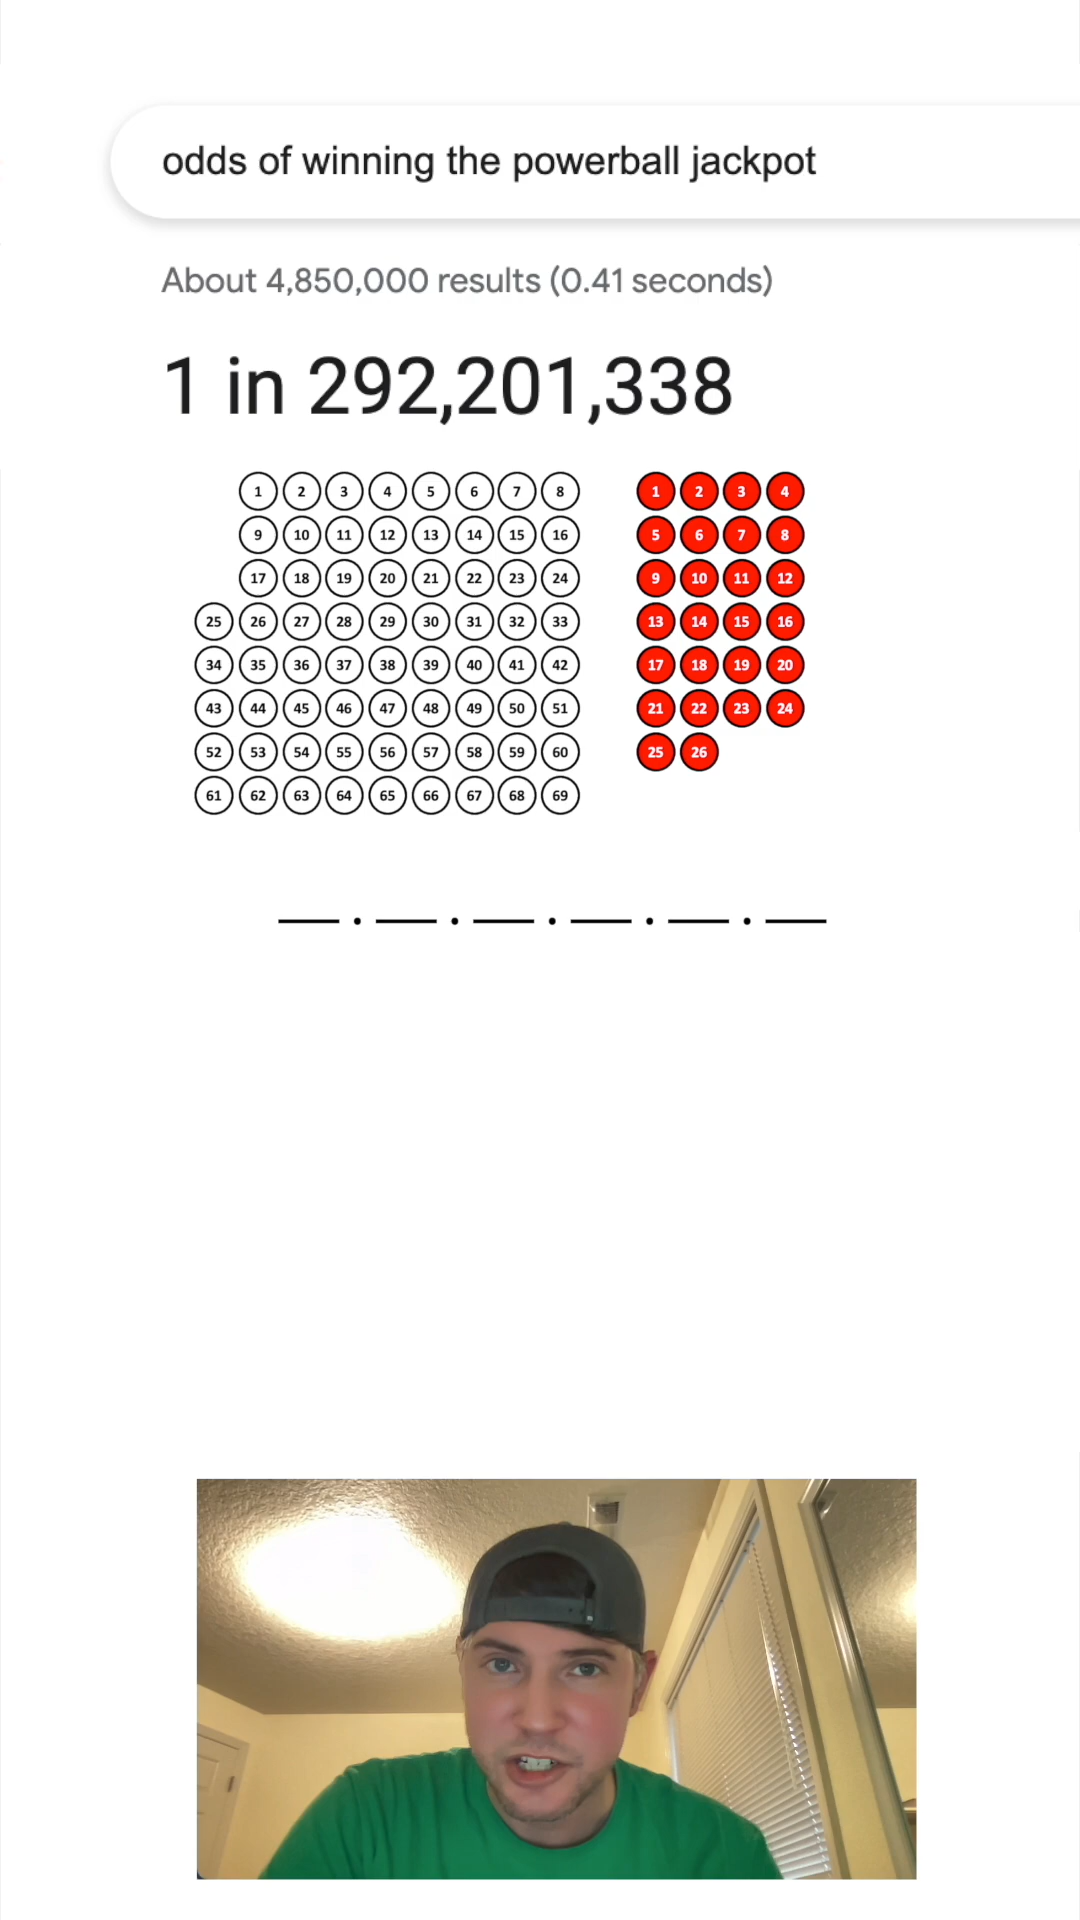 odds of winning the powerball jackpot
About 4,850,000 results (0.41 seconds)
1 in 292,201,338
1 2 3 4 5 6 7 8
9 10 11 12 13 14 15 16
17 18 19 20 21 22 23 24
25 26 27 28 29 30 31 32 33
34 35 36 37 38 39 40 41 42
43 44 45 46 47 48 49 50 51
52 53 54 55 56 57 58 59 60
61 62 63 64 65 66 67 68 69
1 2 3 4
5 6 7 8
9 10 11 12
13 14 15 16
17 18 19 20
21 22 23 24
25 26